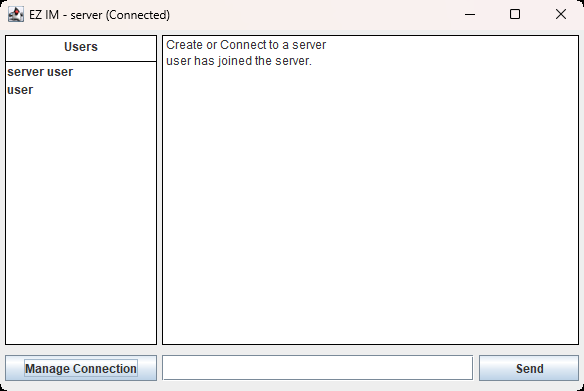 EZ IM - server (Connected)
Users
server user
user
Create or Connect to a server
user has joined the server.
Manage Connection
Send